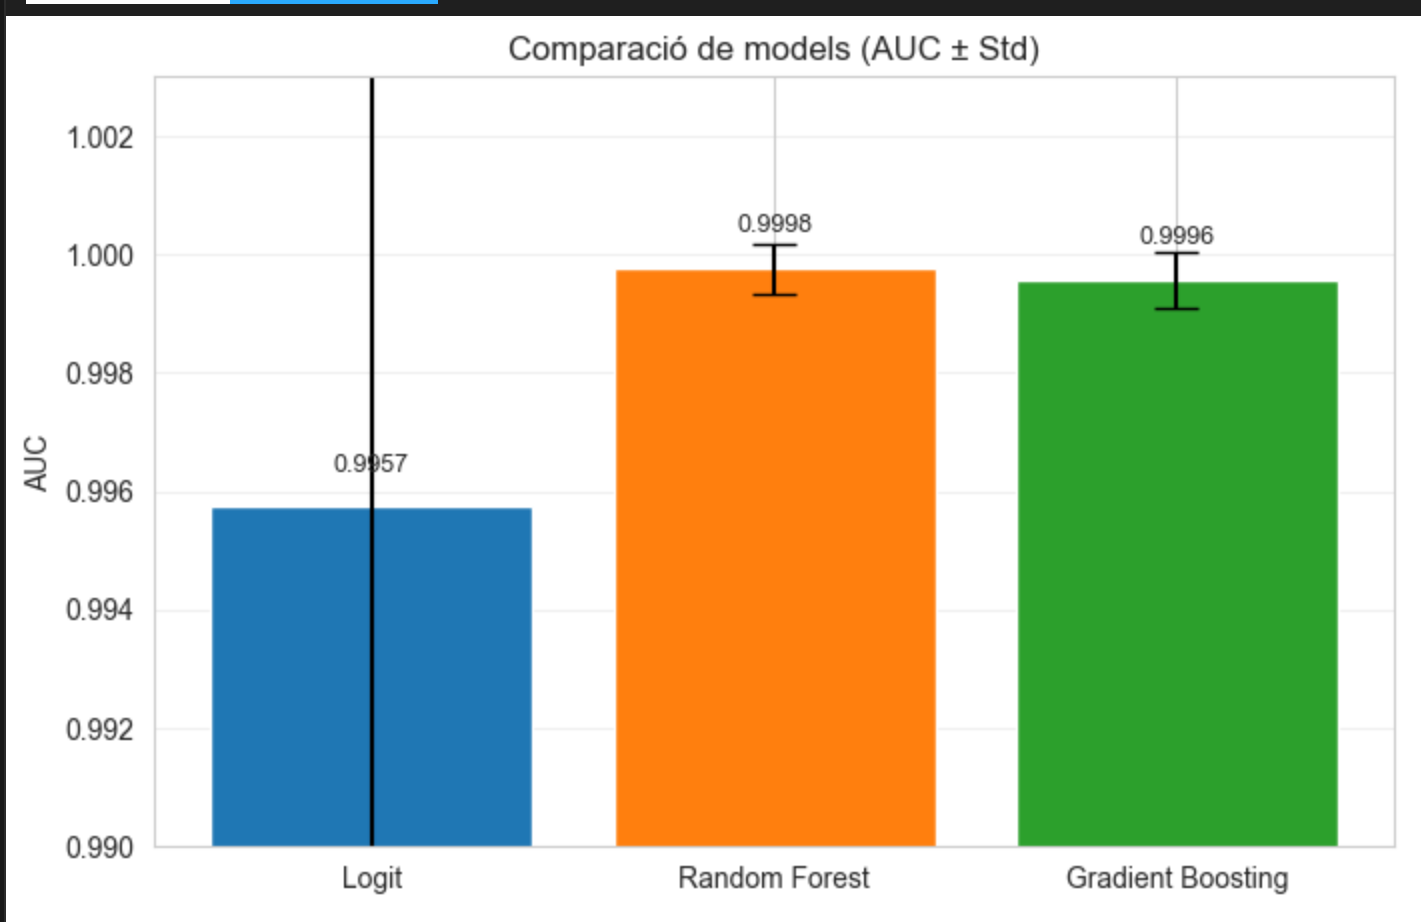 Comparació de models (AUC ± Std)
1.002
1.000
0.998
0.996
0.994
0.992
0.990
AUC
0.9957
0.9998
0.9996
Logit
Random Forest
Gradient Boosting